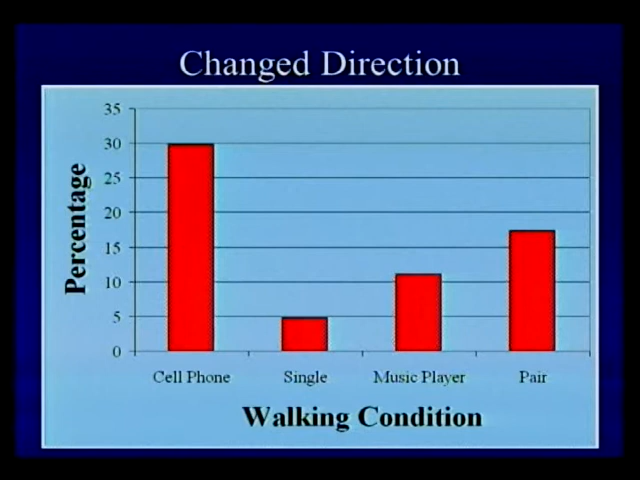 Changed Direction
35
30
25
20
15
10
5
0
Percentage
Cell Phone Single Music Player Pair
Walking Condition